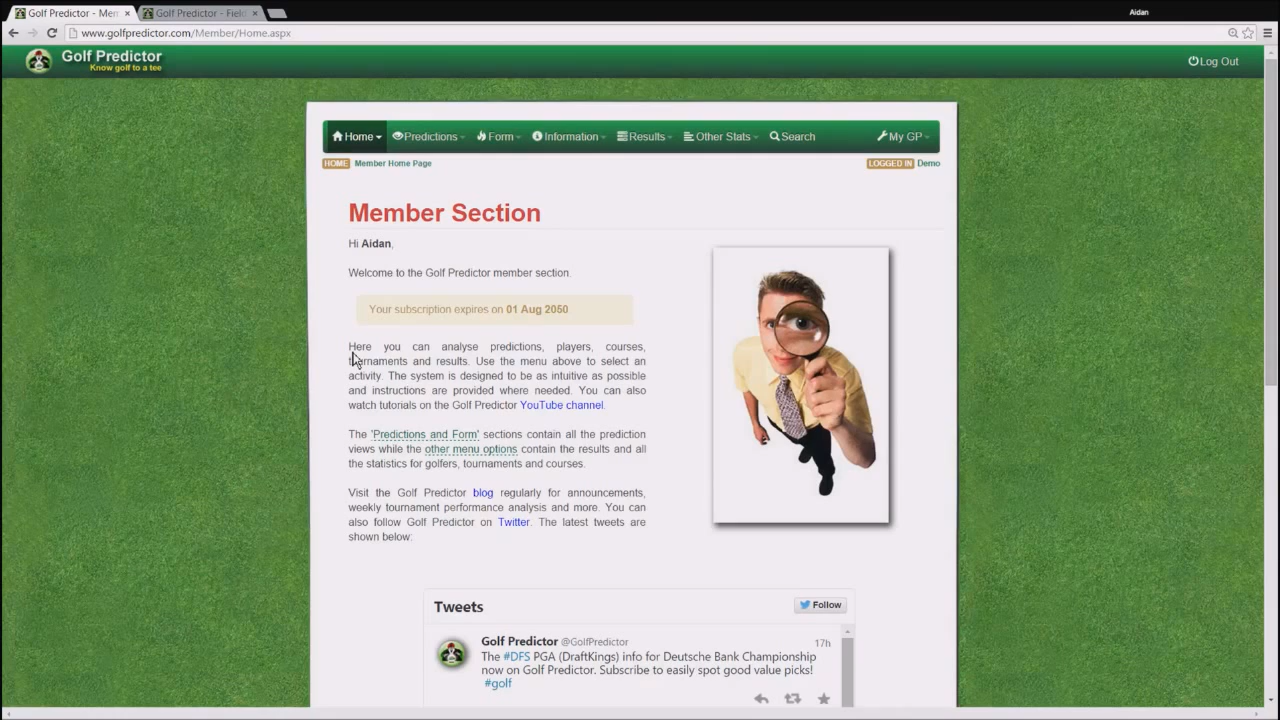 Golf Predictor - Mem
Golf Predictor - Field
Aidan
www.golfpredictor.com/Member/Home.aspx
Golf Predictor
Know golf to a tee
Log Out
Home
Predictions
Form
Information
Results
Other Stats
Search
My GP
HOME Member Home Page
LOGGED IN Demo
Member Section
Hi Aidan,
Welcome to the Golf Predictor member section.
Your subscription expires on 01 Aug 2050.
Here you can analyse predictions, players, courses,
tournaments and results. Use the menu above to select an
activity. The system is designed to be as intuitive as possible
and instructions are provided where needed. You can also
watch tutorials on the Golf Predictor YouTube channel.
The 'Predictions and Form' sections contain all the prediction
views while the other menu options contain the results and all
the statistics for golfers, tournaments and courses.
Visit the Golf Predictor blog regularly for announcements,
weekly tournament performance analysis and more. You can
also follow Golf Predictor on Twitter. The latest tweets are
shown below:
Tweets
Follow
Golf Predictor @GolfPredictor
17h
The #DFS PGA (DraftKings) info for Deutsche Bank Championship
now on Golf Predictor. Subscribe to easily spot good value picks!
#golf